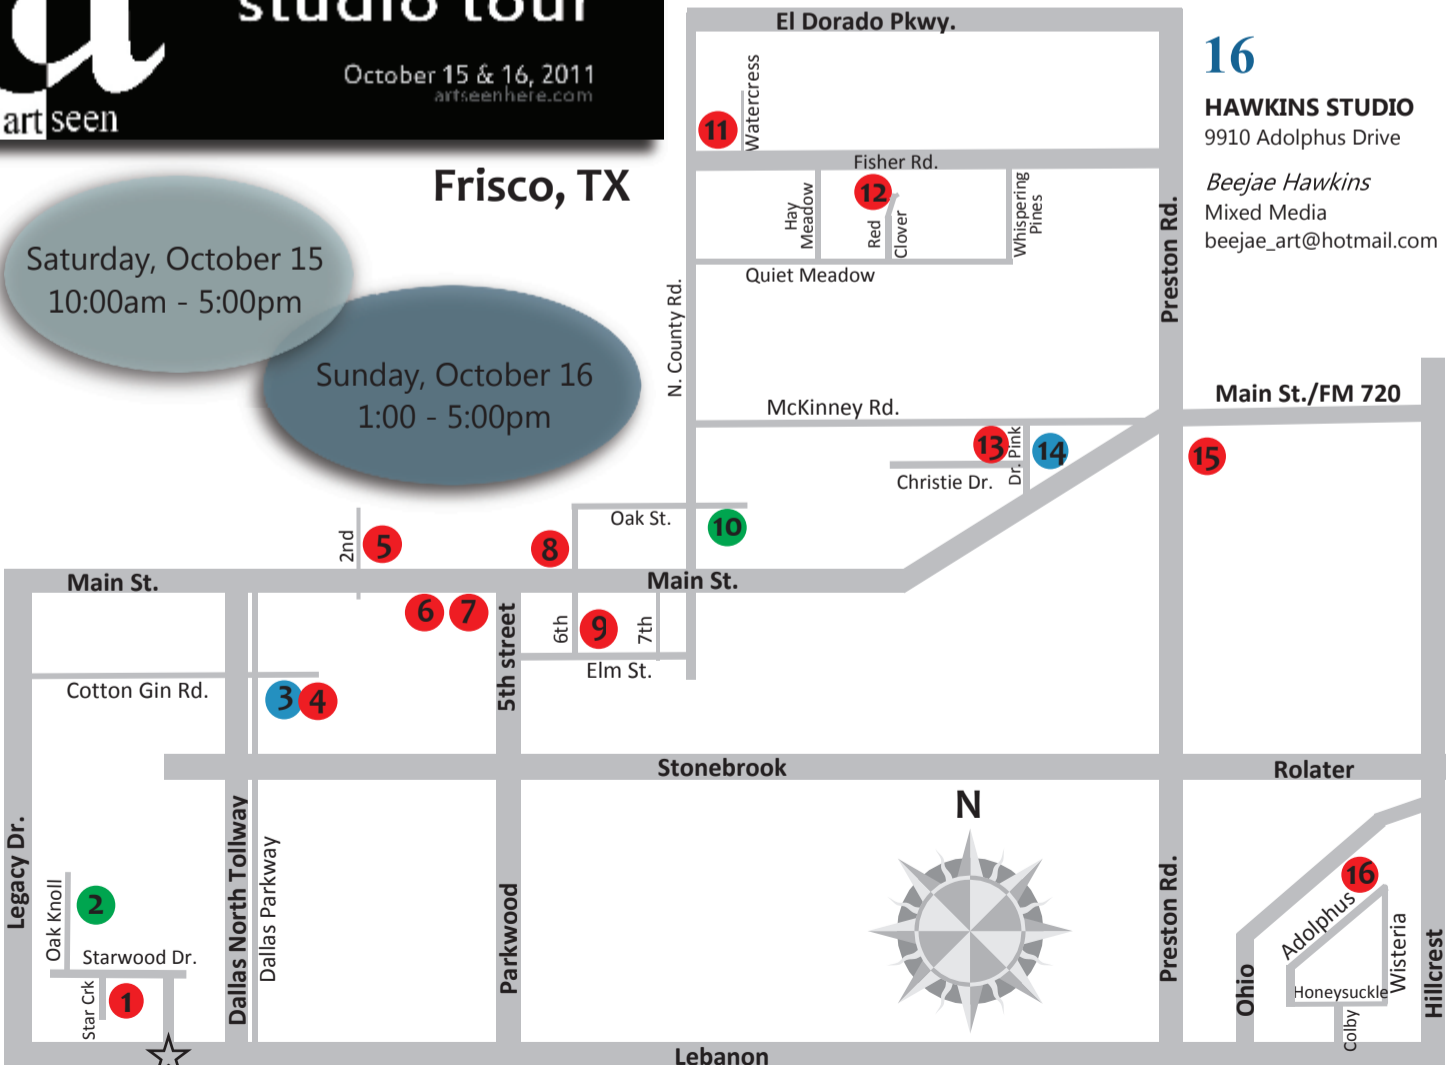 studio tour
October 15 & 16, 2011
artseenhere.com
a
art seen
Frisco, TX
Saturday, October 15
10:00am - 5:00pm
Sunday, October 16
1:00 - 5:00pm
16
HAWKINS STUDIO
9910 Adolphus Drive
Beejae Hawkins
Mixed Media
beejae_art@hotmail.com
El Dorado Pkwy.
Watercress
11
Fisher Rd.
12
Hay
Meadow
Red
Clover
Whispering
Pines
Quiet Meadow
Preston Rd.
N. County Rd.
McKinney Rd.
Main St./FM 720
13
Dr. Pink
14
15
Christie Dr.
Oak St.
10
2nd
5
8
Main St.
Main St.
6
7
5th street
6th
9
7th
Elm St.
Cotton Gin Rd.
3
4
Stonebrook
Rolater
N
Legacy Dr.
Dallas North Tollway
Dallas Parkway
Parkwood
Preston Rd.
16
Adolphus
Wisteria
Honeysuckle
Colby
Ohio
Hillcrest
Oak Knoll
2
Starwood Dr.
Star Crk
1
Lebanon